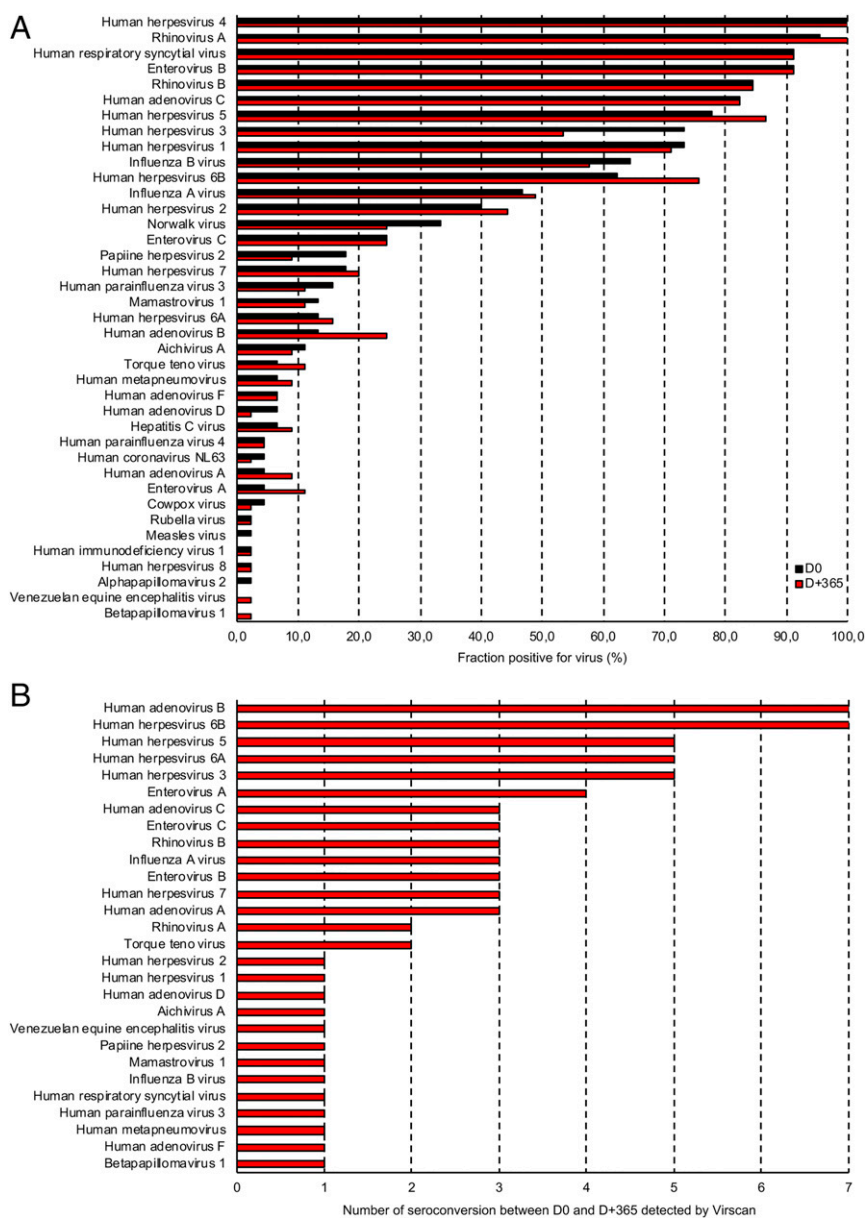 A
Human herpesvirus 4
Rhinovirus A
Human respiratory syncytial virus
Enterovirus B
Rhinovirus B
Human adenovirus C
Human herpesvirus 5
Human herpesvirus 3
Human herpesvirus 1
Influenza B virus
Human herpesvirus 6B
Influenza A virus
Human herpesvirus 2
Norwalk virus
Enterovirus C
Papiine herpesvirus 2
Human herpesvirus 7
Human parainfluenza virus 3
Mamastrovirus 1
Human herpesvirus 6A
Human adenovirus B
Aichivirus A
Torque teno virus
Human metapneumovirus
Human adenovirus F
Human adenovirus D
Hepatitis C virus
Human parainfluenza virus 4
Human coronavirus NL63
Human adenovirus A
Enterovirus A
Cowpox virus
Rubella virus
Measles virus
Human immunodeficiency virus 1
Human herpesvirus 8
Alphapapillomavirus 2
Venezuelan equine encephalitis virus
Betapapillomavirus 1
D0
D+365
0,0 10,0 20,0 30,0 40,0 50,0 60,0 70,0 80,0 90,0 100,0
Fraction positive for virus (%)
B
Human adenovirus B
Human herpesvirus 6B
Human herpesvirus 5
Human herpesvirus 6A
Human herpesvirus 3
Enterovirus A
Human adenovirus C
Enterovirus C
Rhinovirus B
Influenza A virus
Enterovirus B
Human herpesvirus 7
Human adenovirus A
Rhinovirus A
Torque teno virus
Human herpesvirus 2
Human herpesvirus 1
Human adenovirus D
Aichivirus A
Venezuelan equine encephalitis virus
Papiine herpesvirus 2
Mamastrovirus 1
Influenza B virus
Human respiratory syncytial virus
Human parainfluenza virus 3
Human metapneumovirus
Human adenovirus F
Betapapillomavirus 1
0 1 2 3 4 5 6 7
Number of seroconversion between D0 and D+365 detected by Virscan